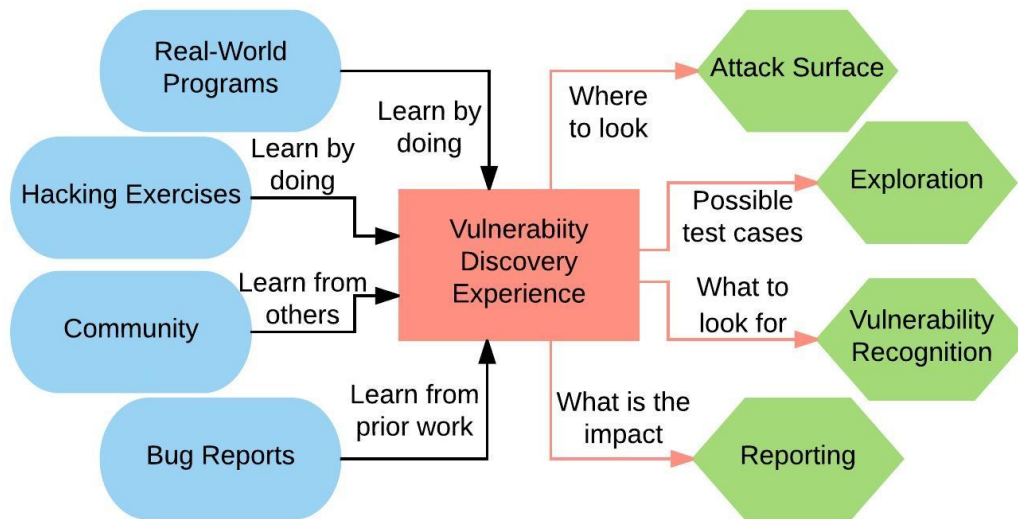 Real-World
Programs
Learn by
doing
Hacking Exercises
Learn by
doing
Community
Learn from
others
Bug Reports
Learn from
prior work
Vulnerabiity
Discovery
Experience
Where
to look
Attack Surface
Possible
test cases
Exploration
What to
look for
Vulnerability
Recognition
What is the
impact
Reporting